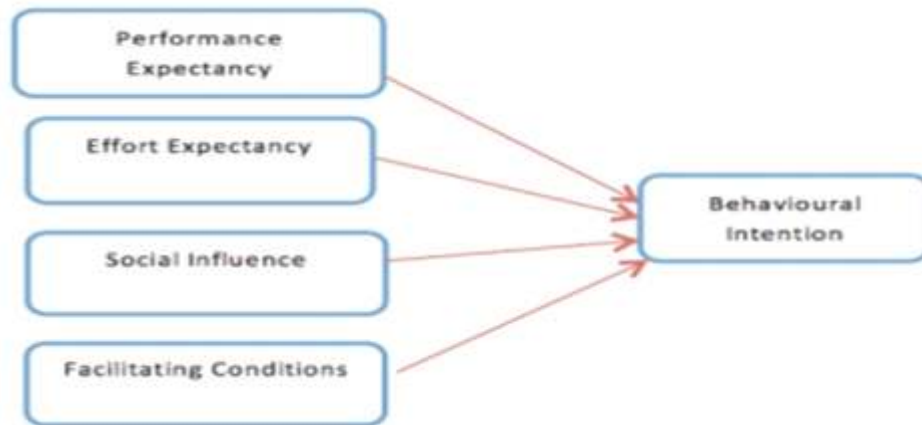 Performance
Expectancy
Effort Expectancy
Social Influence
Facilitating Conditions
Behavioural
Intention